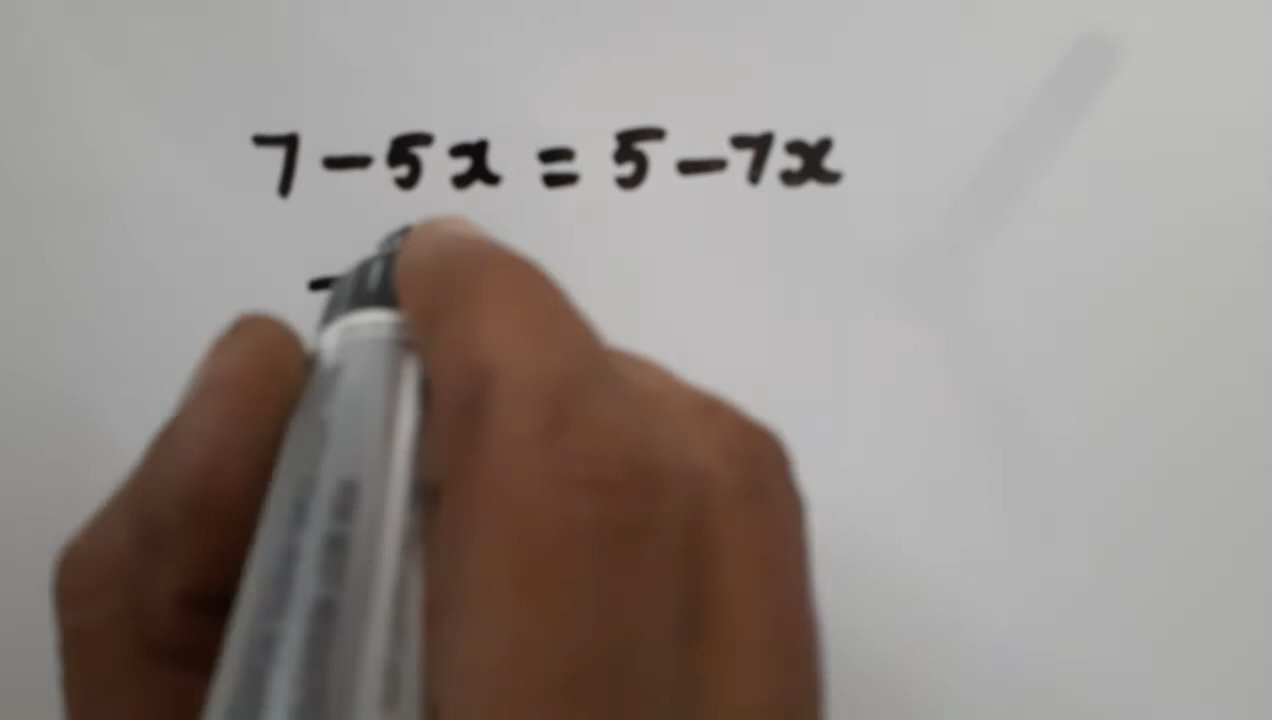 7 - 5x = 5 - 7x
-